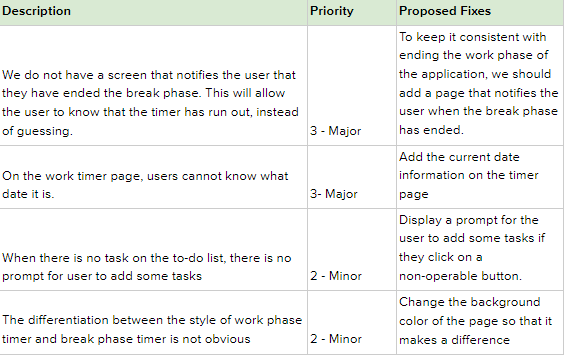 Description Priority Proposed Fixes
We do not have a screen that notifies the user that
they have ended the break phase. This will allow
the user to know that the timer has run out, instead
of guessing.
3 - Major
To keep it consistent with
ending the work phase of
the application, we should
add a page that notifies the
user when the break phase
has ended.
On the work timer page, users cannot know what
date it is.
3- Major
Add the current date
information on the timer
page
When there is no task on the to-do list, there is no
prompt for user to add some tasks
2 - Minor
Display a prompt for the
user to add some tasks if
they click on a
non-operable button.
The differentiation between the style of work phase
timer and break phase timer is not obvious
2 - Minor
Change the background
color of the page so that it
makes a difference